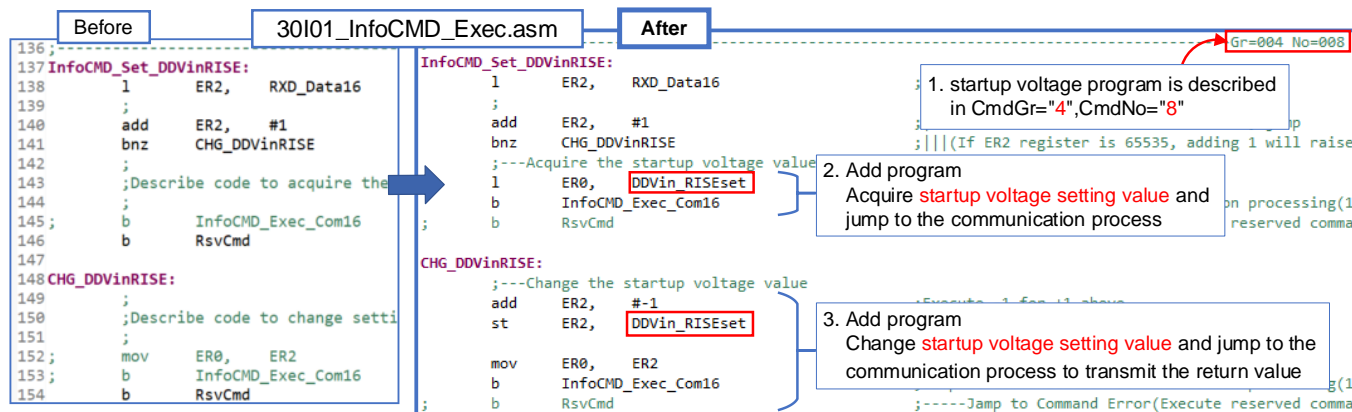 Before
30I01_InfoCMD_Exec.asm
After
136;
137 InfoCMD_Set_DDVinRISE:
138 l ER2, RXD_Data16
139 ;
140 add ER2, #1
141 bnz CHG_DDVinRISE
142 ;
143 ;Describe code to acquire the
144 ;
145; b InfoCMD_Exec_Com16
146 b RsvCmd
147
148 CHG_DDVinRISE:
149 ;
150 ;Describe code to change setti
151 ;
152; mov ER0, ER2
153; b InfoCMD_Exec_Com16
154 b RsvCmd
Gr=004 No=008
InfoCMD_Set_DDVinRISE:
l ER2, RXD_Data16 ;
;
add ER2, #1 ;
bnz CHG_DDVinRISE ;|||(If ER2 register is 65535, adding 1 will raise
;---Acquire the startup voltage value
l ER0, DDVin_RISEset
b InfoCMD_Exec_Com16 on processing(1
; b RsvCmd reserved comma
CHG_DDVinRISE:
;---Change the startup voltage value
add ER2, #-1
st ER2, DDVin_RISEset
mov ER0, ER2
b InfoCMD_Exec_Com16 g(1
; b RsvCmd ;-----Jamp to Command Error(Execute reserved comma
1. startup voltage program is described
in CmdGr="4",CmdNo="8"
2. Add program
Acquire startup voltage setting value and
jump to the communication process
3. Add program
Change startup voltage setting value and jump to the
communication process to transmit the return value